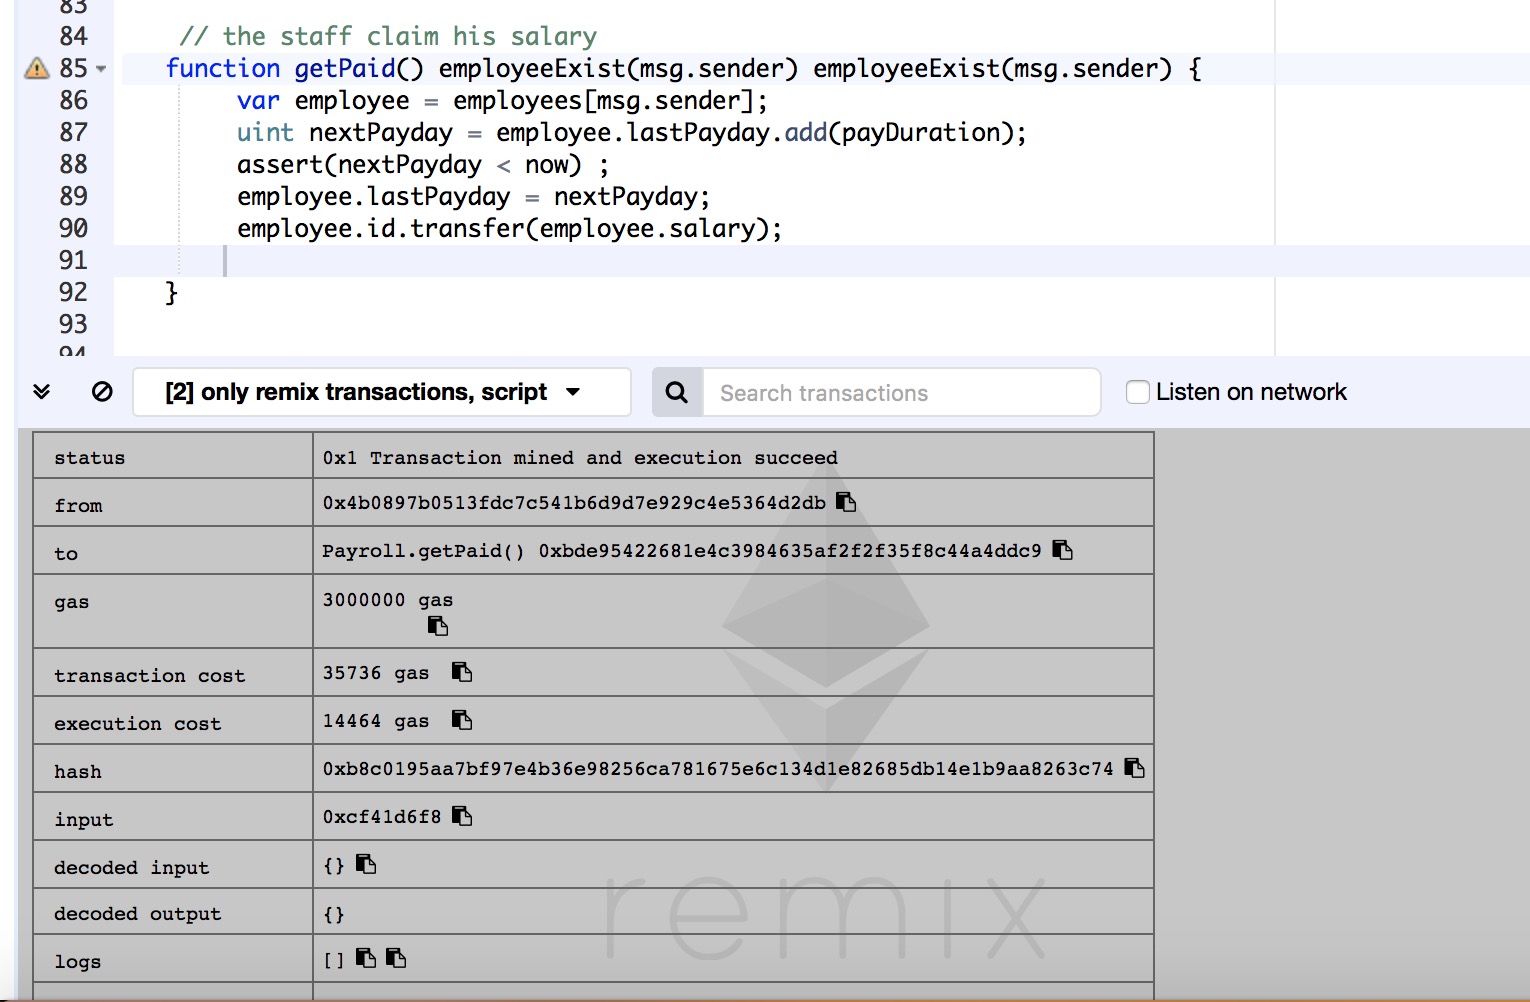 83
84 // the staff claim his salary
85 function getPaid() employeeExist(msg.sender) employeeExist(msg.sender) {
86 var employee = employees[msg.sender];
87 uint nextPayday = employee.lastPayday.add(payDuration);
88 assert(nextPayday < now) ;
89 employee.lastPayday = nextPayday;
90 employee.id.transfer(employee.salary);
91
92 }
93
94
[2] only remix transactions, script Search transactions Listen on network
status 0x1 Transaction mined and execution succeed
from 0x4b0897b0513fdc7c541b6d9d7e929c4e5364d2db
to Payroll.getPaid() 0xbde95422681e4c3984635af2f2f35f8c44a4ddc9
gas 3000000 gas
transaction cost 35736 gas
execution cost 14464 gas
hash 0xb8c0195aa7bf97e4b36e98256ca781675e6c134d1e82685db14e1b9aa8263c74
input 0xcf41d6f8
decoded input {}
decoded output {}
logs []
remix